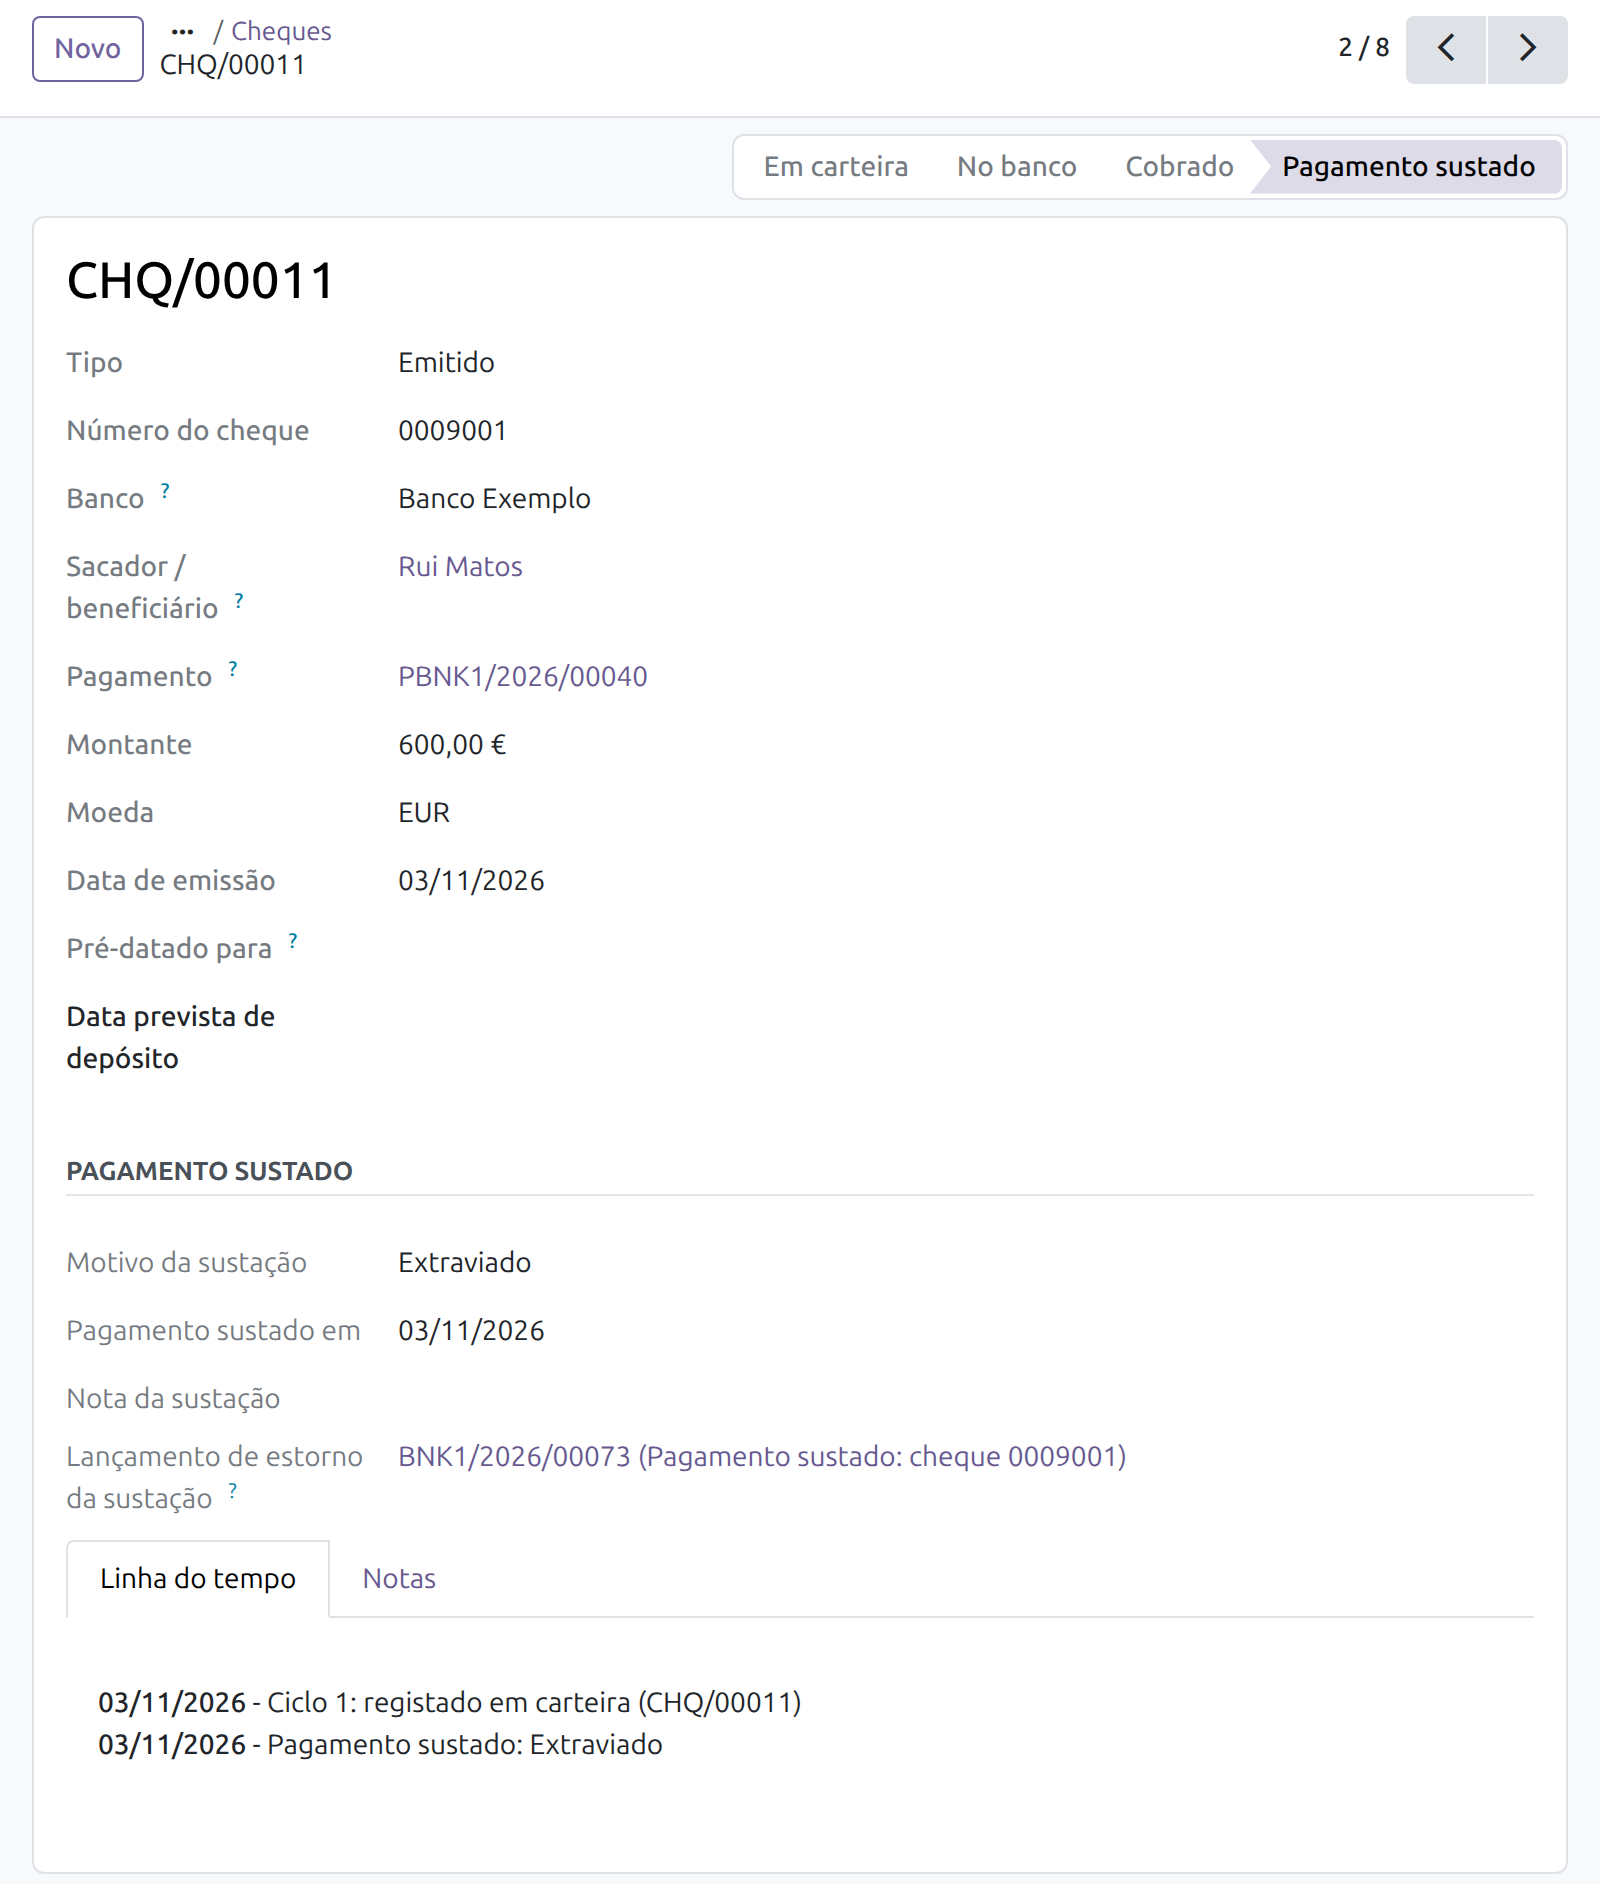 Novo
... / Cheques
CHQ/00011
2 / 8
Em carteira
No banco
Cobrado
Pagamento sustado
CHQ/00011
Tipo Emitido
Número do cheque 0009001
Banco ? Banco Exemplo
Sacador / Rui Matos
beneficiário ?
Pagamento ? PBNK1/2026/00040
Montante 600,00 €
Moeda EUR
Data de emissão 03/11/2026
Pré-datado para ?
Data prevista de
depósito
PAGAMENTO SUSTADO
Motivo da sustação Extraviado
Pagamento sustado em 03/11/2026
Nota da sustação
Lançamento de estorno BNK1/2026/00073 (Pagamento sustado: cheque 0009001)
da sustação ?
Linha do tempo
Notas
03/11/2026 - Ciclo 1: registado em carteira (CHQ/00011)
03/11/2026 - Pagamento sustado: Extraviado